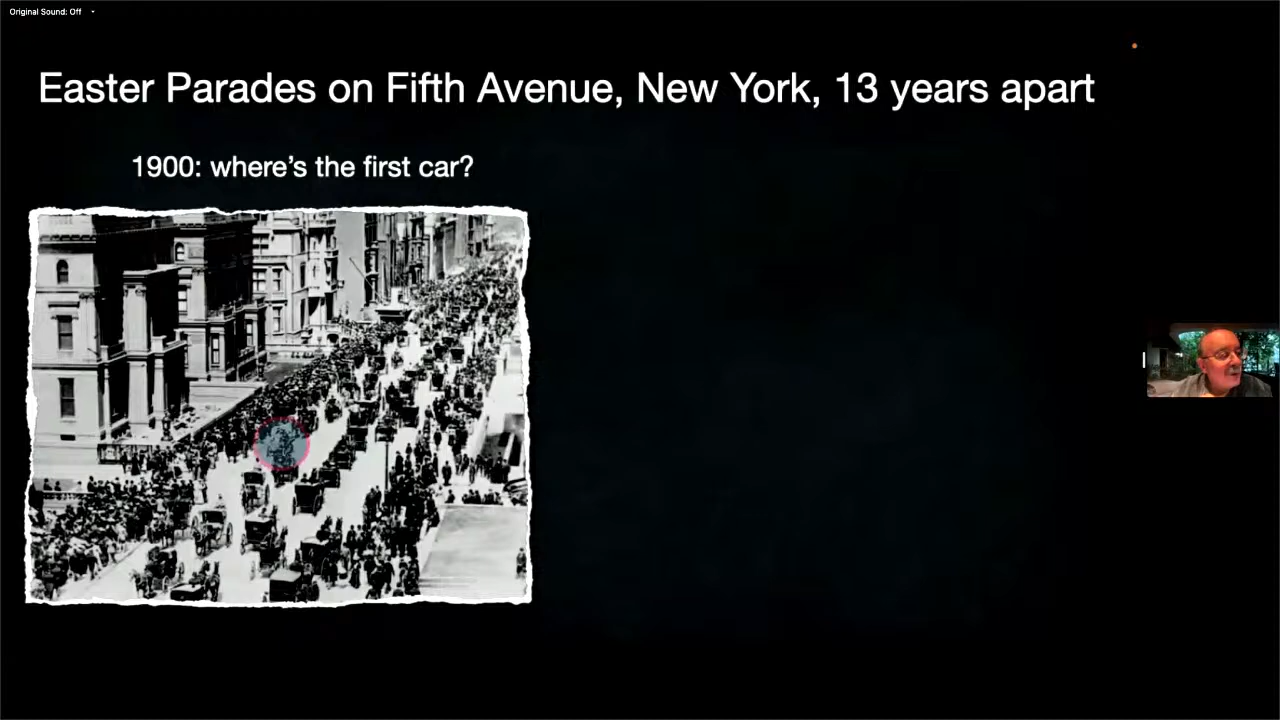 Original Sound: Off
Easter Parades on Fifth Avenue, New York, 13 years apart
1900: where’s the first car?